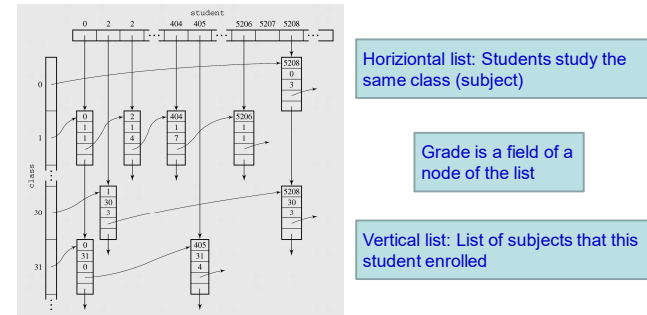 student
0 2 2 ... 404 405 ... 5206 5207 5208 ...
5208
0
3
0
0 2 404 5206
1 1 1 1
1 1 4 7 1
class
1 5208
30 30
30 3 3
1
0 405
31 31
31 0 4
Horiziontal list: Students study the
same class (subject)
Grade is a field of a
node of the list
Vertical list: List of subjects that this
student enrolled